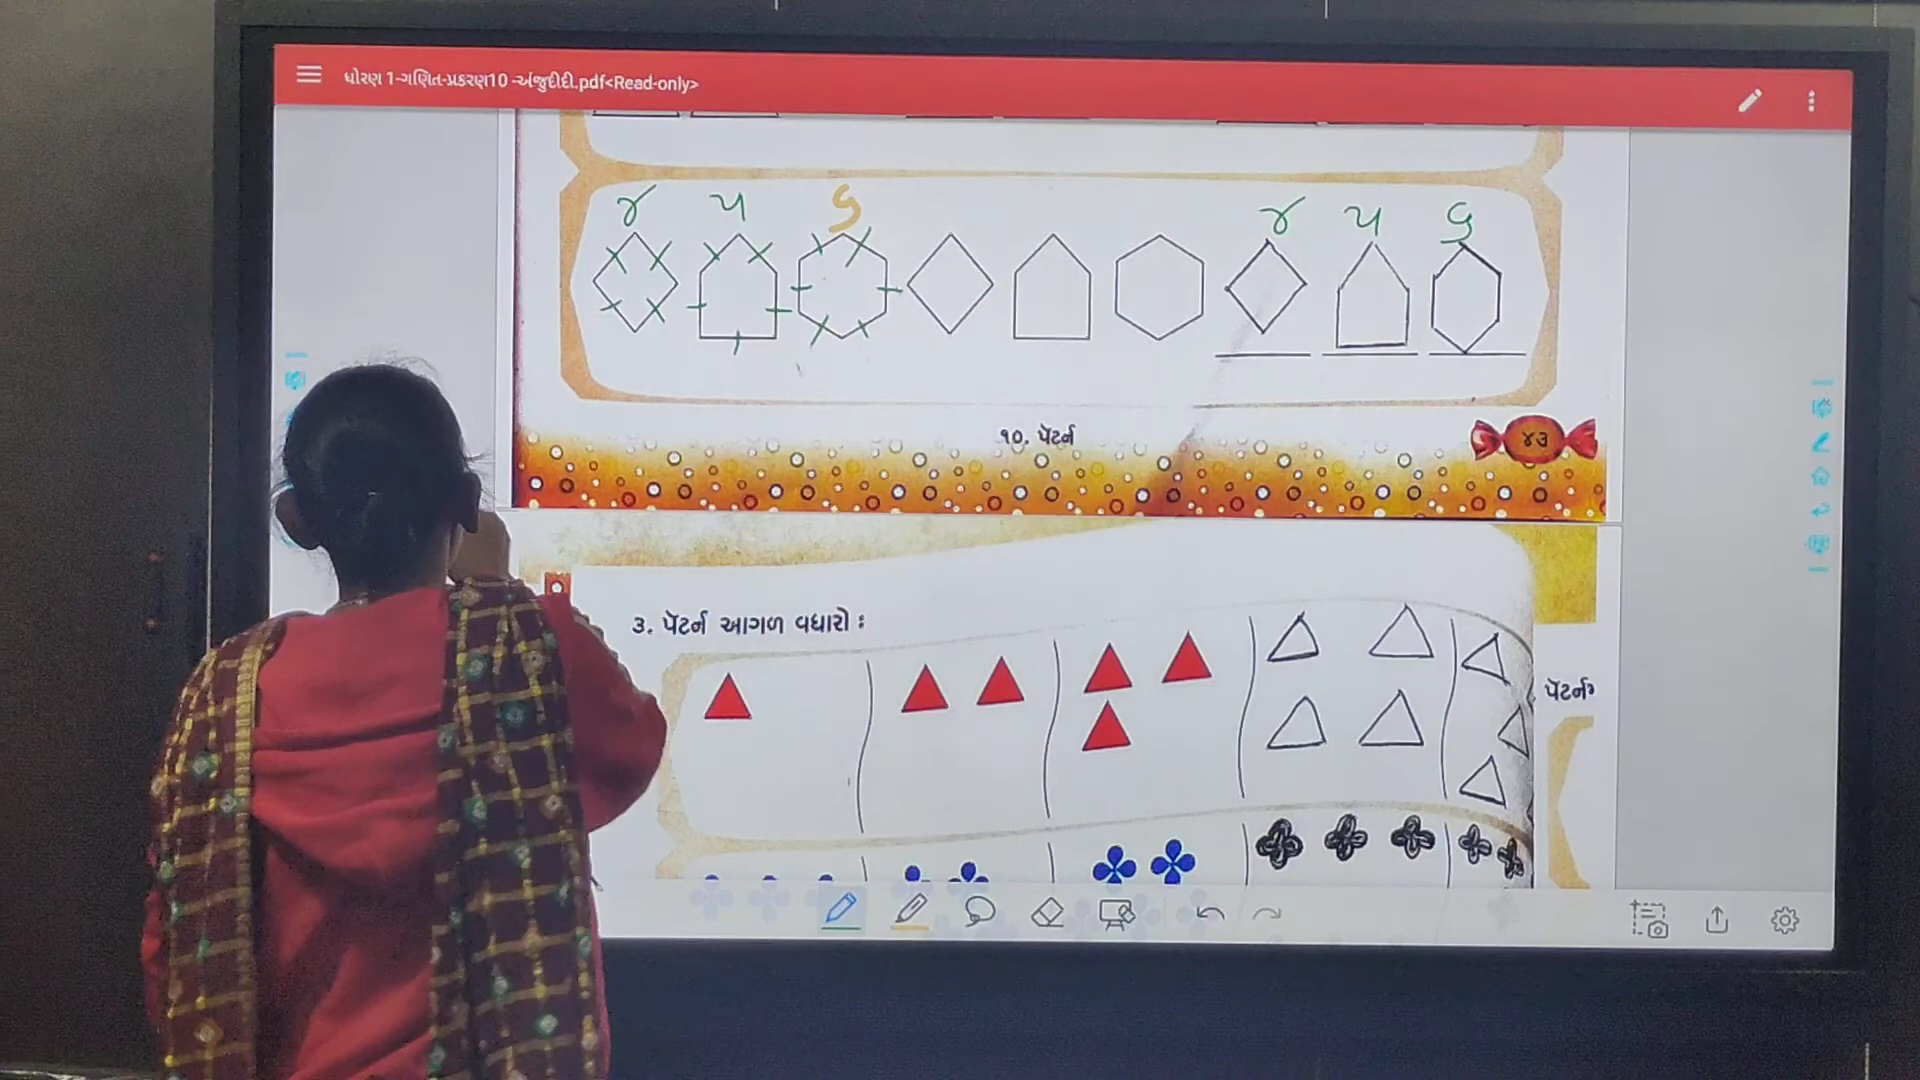 ધોરણ 1-ગણિત-પ્રકરણ10 -અંજુદીદી.pdf<Read-only>
૪ ૫ ૬ ૪ ૫ ૬
૧૦. પૅટર્ન
૪૩
૩. પૅટર્ન આગળ વધારો :
પૅટર્ન